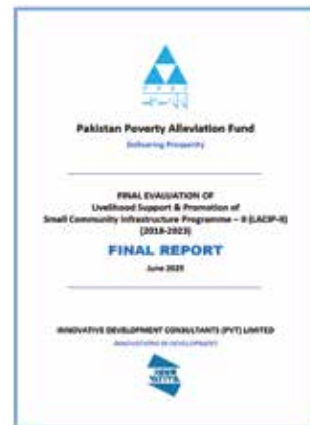 Pakistan Poverty Alleviation Fund
Delivering Prosperity
FINAL EVALUATION OF
Livelihood Support & Promotion of
Small Community Infrastructure Programme – II (LACIP-II)
(2018-2023)
FINAL REPORT
June 2025
INNOVATIVE DEVELOPMENT CONSULTANTS (PVT) LIMITED
INNOVATIONS IN DEVELOPMENT